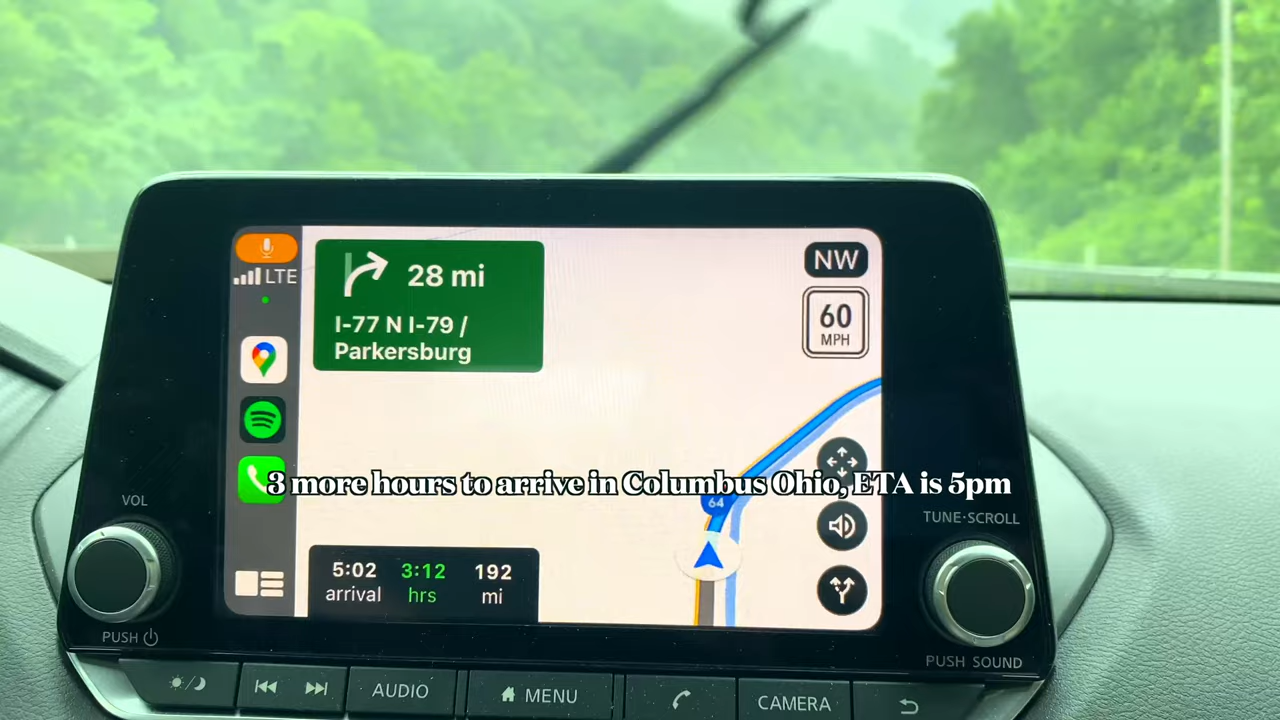 LTE
28 mi
I-77 N I-79 /
Parkersburg
NW
60
MPH
3 more hours to arrive in Columbus Ohio, ETA is 5pm
64
5:02 3:12 192
arrival hrs mi
VOL
PUSH
TUNE·SCROLL
PUSH SOUND
AUDIO
MENU
CAMERA